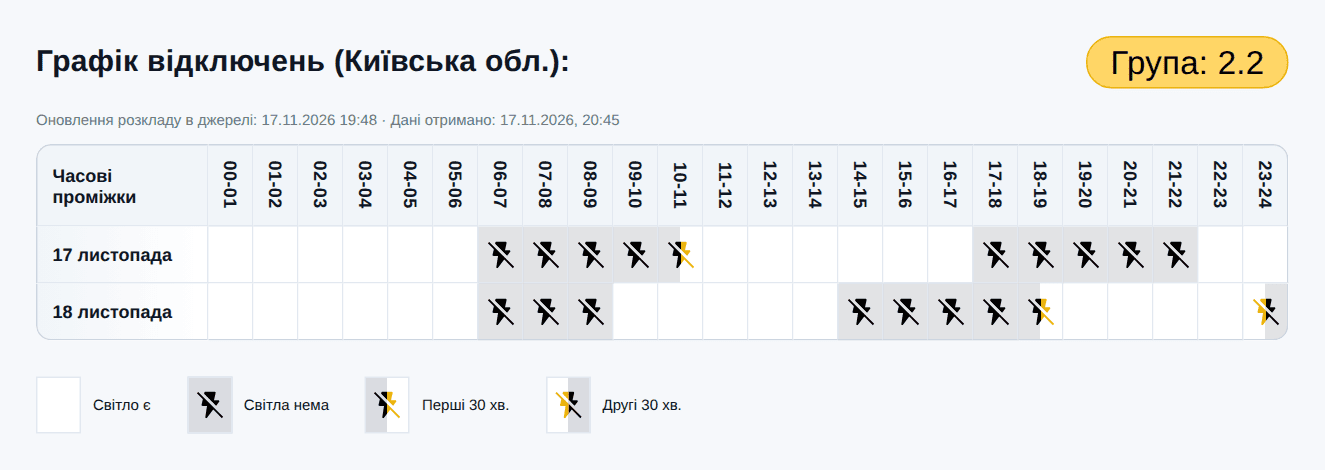 Графік відключень (Київська обл.):
Група: 2.2
Оновлення розкладу в джерелі: 17.11.2026 19:48 · Дані отримано: 17.11.2026, 20:45
Часові
проміжки
00-01
01-02
02-03
03-04
04-05
05-06
06-07
07-08
08-09
09-10
10-11
11-12
12-13
13-14
14-15
15-16
16-17
17-18
18-19
19-20
20-21
21-22
22-23
23-24
17 листопада
18 листопада
Світло є
Світла нема
Перші 30 хв.
Другі 30 хв.